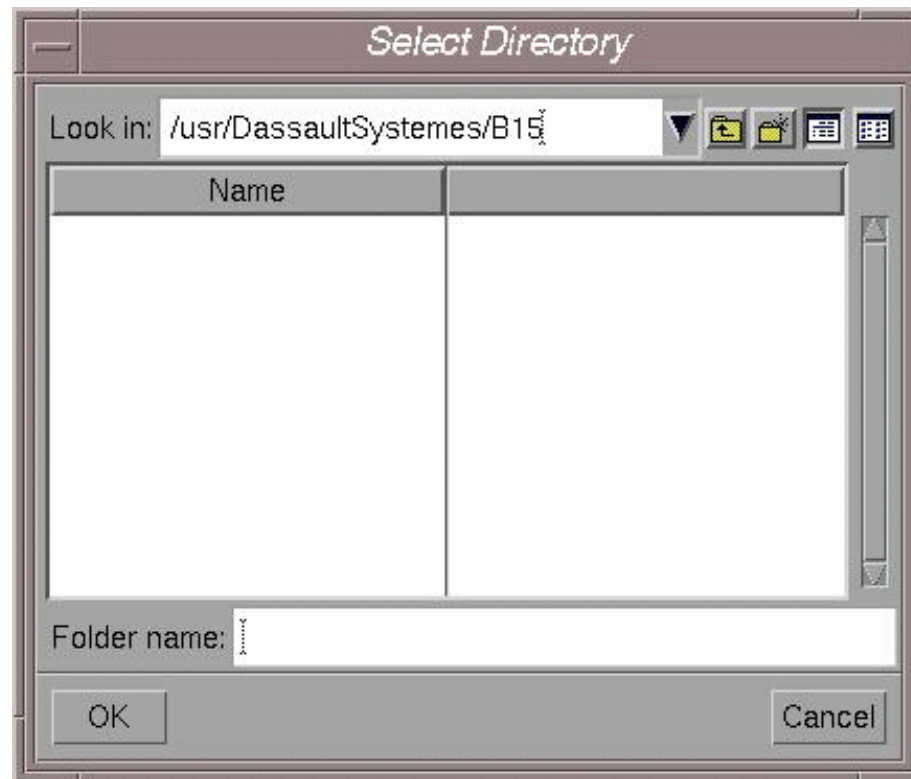 Select Directory
Look in: /usr/DassaultSystemes/B15
Name
Folder name:
OK Cancel